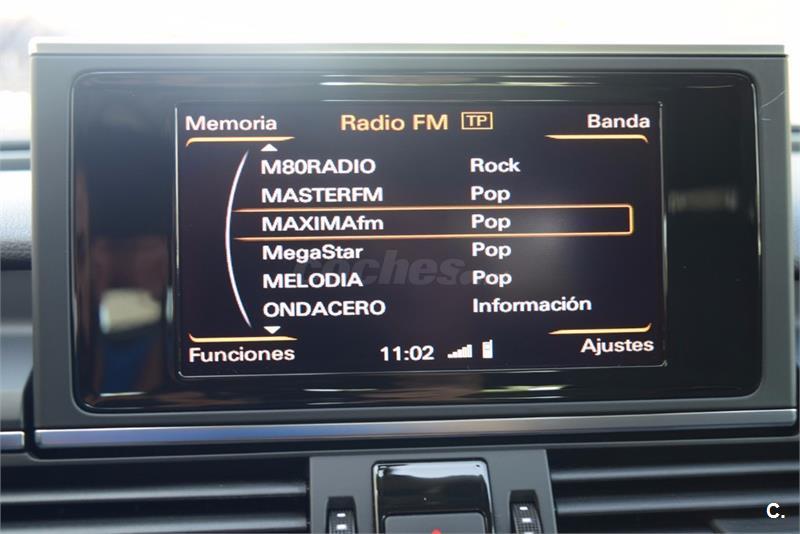 Memoria Radio FM TP Banda
M80RADIO Rock
MASTERFM Pop
MAXIMAfm Pop
MegaStar Pop
MELODIA Pop
ONDACERO Información
Funciones 11:02 Ajustes
coches.
C.